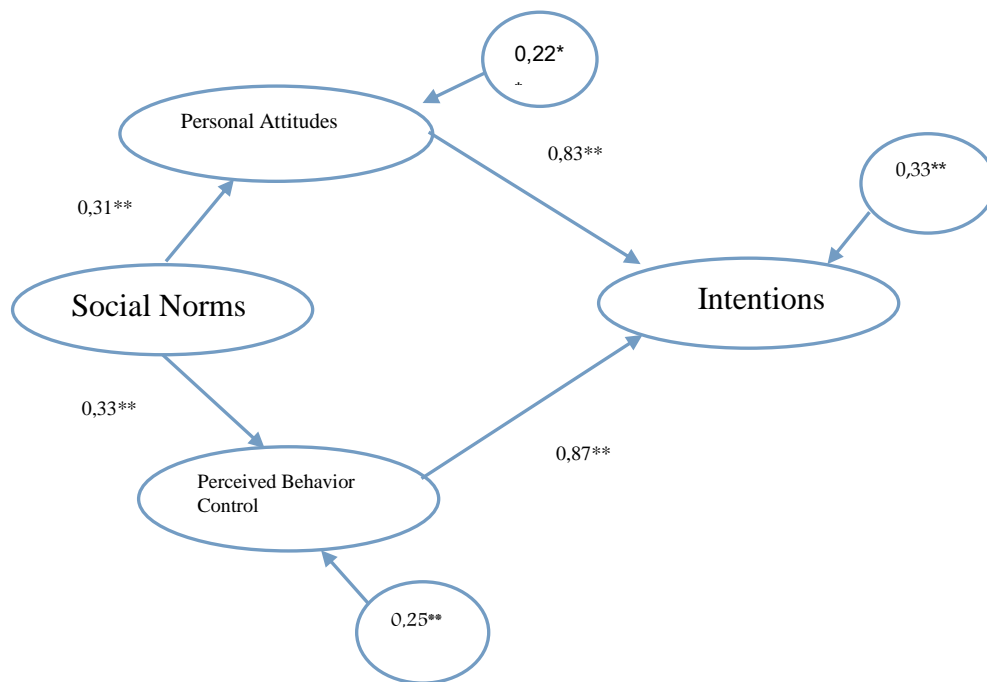 0,22*
*
Personal Attitudes
0,83**
0,33**
0,31**
Social Norms
Intentions
0,33**
0,87**
Perceived Behavior
Control
0,25**